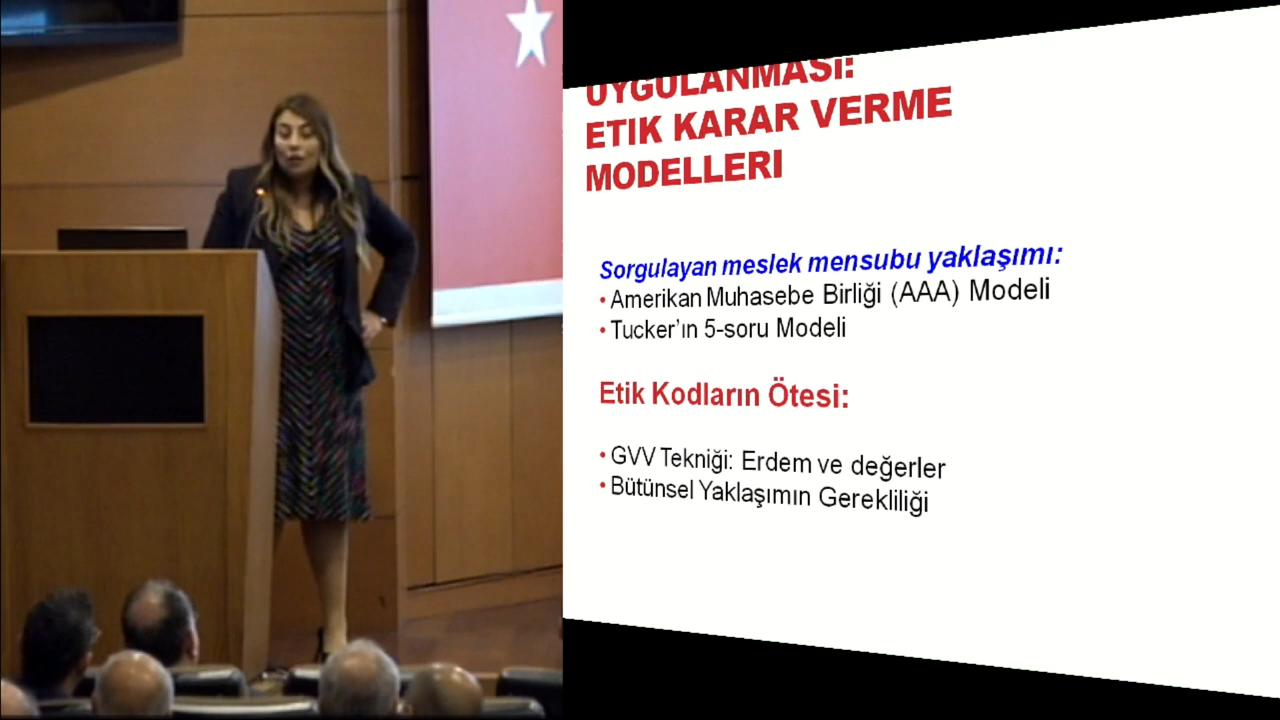 UYGULANMASI:
ETIK KARAR VERME
MODELLERI
Sorgulayan meslek mensubu yaklaşımı:
• Amerikan Muhasebe Birliği (AAA) Modeli
• Tucker’ın 5-soru Modeli
Etik Kodların Ötesi:
• GVV Tekniği: Erdem ve değerler
• Bütünsel Yaklaşımın Gerekliliği